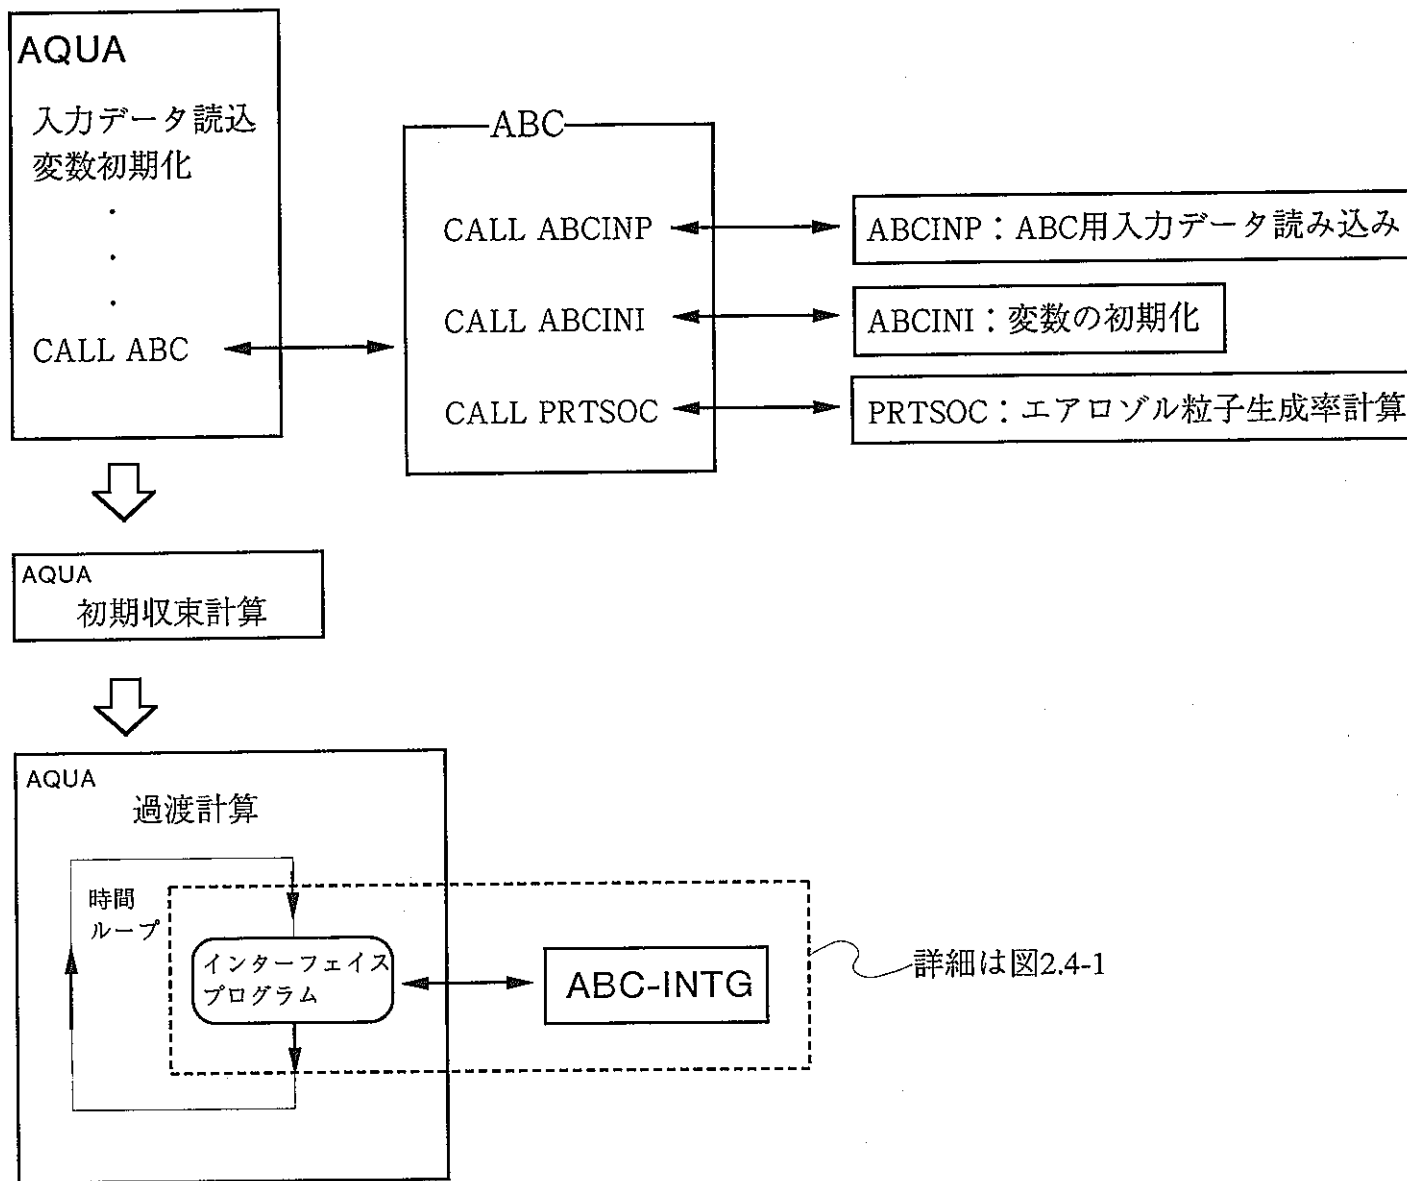 AQUA
入力データ読込
変数初期化
・
・
・
CALL ABC
ABC
CALL ABCINP
CALL ABCINI
CALL PRTSOC
ABCINP：ABC用入力データ読み込み
ABCINI：変数の初期化
PRTSOC：エアロゾル粒子生成率計算
AQUA
初期収束計算
AQUA
過渡計算
時間
ループ
インターフェイス
プログラム
ABC-INTG
詳細は図2.4-1